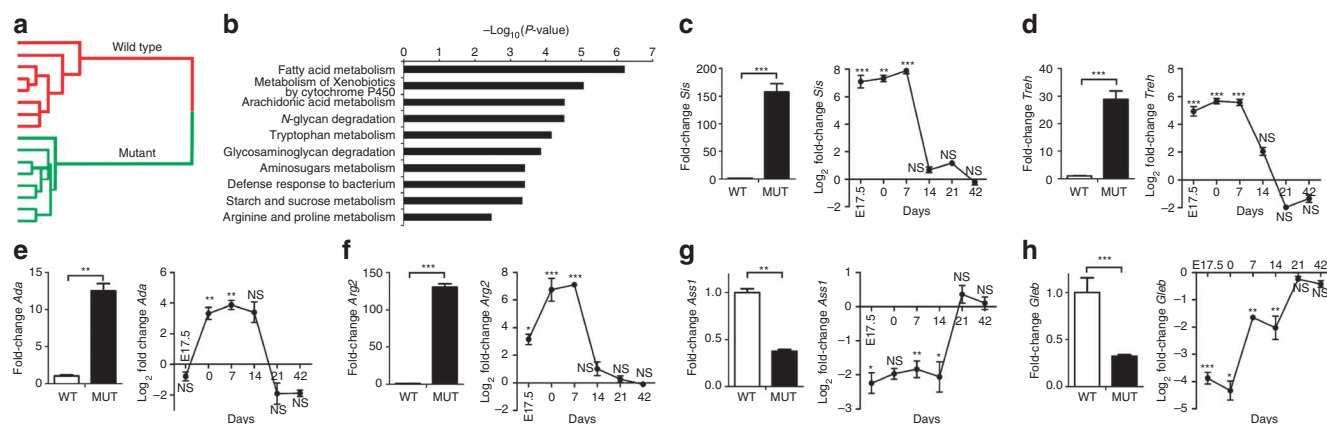 a
Wild type
Mutant
b
–Log10(P-value)
0 1 2 3 4 5 6 7
Fatty acid metabolism
Metabolism of Xenobiotics
by cytochrome P450
Arachidonic acid metabolism
N-glycan degradation
Tryptophan metabolism
Glycosaminoglycan degradation
Aminosugars metabolism
Defense response to bacterium
Starch and sucrose metabolism
Arginine and proline metabolism
c
Fold-change Sis
200
150
100
50
0
***
WT MUT
Log2 fold-change Sis
8
6
4
2
0
–2
*** ** ***
NS NS NS
E17.5 0 7 14 21 42
Days
d
Fold-change Treh
40
30
20
10
0
***
WT MUT
Log2 fold-change Treh
8
6
4
2
0
–2
*** *** ***
NS NS NS
E17.5 0 7 14 21 42
Days
e
Fold-change Ada
15
10
5
0
**
WT MUT
Log2 fold change Ada
6
4
2
0
–2
NS ** ** NS NS NS
E17.5 0 7 14 21 42
Days
f
Fold-change Arg2
150
100
50
0
***
WT MUT
Log2 fold-change Arg2
8
6
4
2
0
2
* *** ***
NS NS NS
E17.5 0 7 14 21 42
Days
g
Fold-change Ass1
1.0
0.5
0.0
**
WT MUT
Log2 fold-change Ass1
1
0
–1
–2
–3
E17.5 0 7 14 21 42
* NS ** * NS NS
Days
h
Fold-change Gleb
1.0
0.5
0.0
***
WT MUT
Log2 fold-change Gleb
0
–1
–2
–3
–4
–5
E17.5 0 7 14 21 42
*** * ** ** NS NS
Days